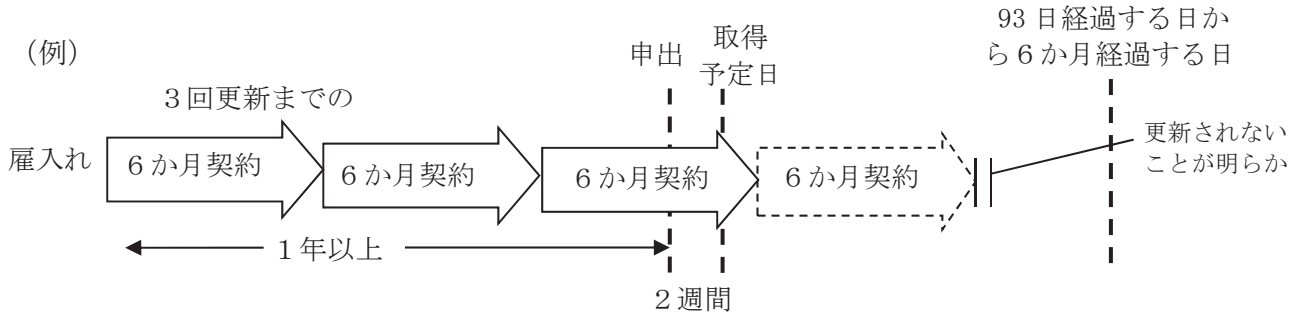 （例）
３回更新までの
雇入れ
６か月契約
６か月契約
６か月契約
６か月契約
申出
取得
予定日
93 日経過する日か
ら６か月経過する日
更新されない
ことが明らか
１年以上
２週間